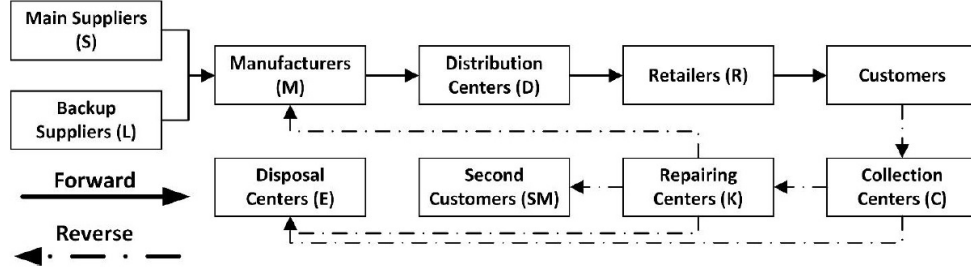 Main Suppliers
(S)
Manufacturers
(M)
Distribution
Centers (D)
Retailers (R)
Customers
Backup
Suppliers (L)
Disposal
Centers (E)
Second
Customers (SM)
Repairing
Centers (K)
Collection
Centers (C)
Forward
Reverse